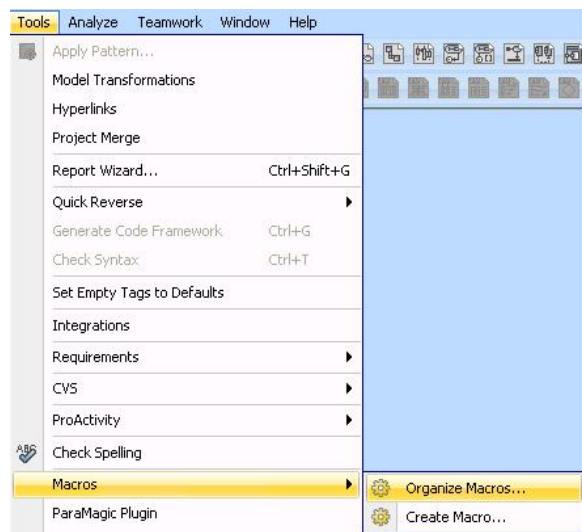 Tools Analyze Teamwork Window Help
Apply Pattern...
Model Transformations
Hyperlinks
Project Merge
Report Wizard... Ctrl+Shift+G
Quick Reverse
Generate Code Framework Ctrl+G
Check Syntax Ctrl+T
Set Empty Tags to Defaults
Integrations
Requirements
CVS
ProActivity
ABC Check Spelling
Macros Organize Macros...
ParaMagic Plugin Create Macro...